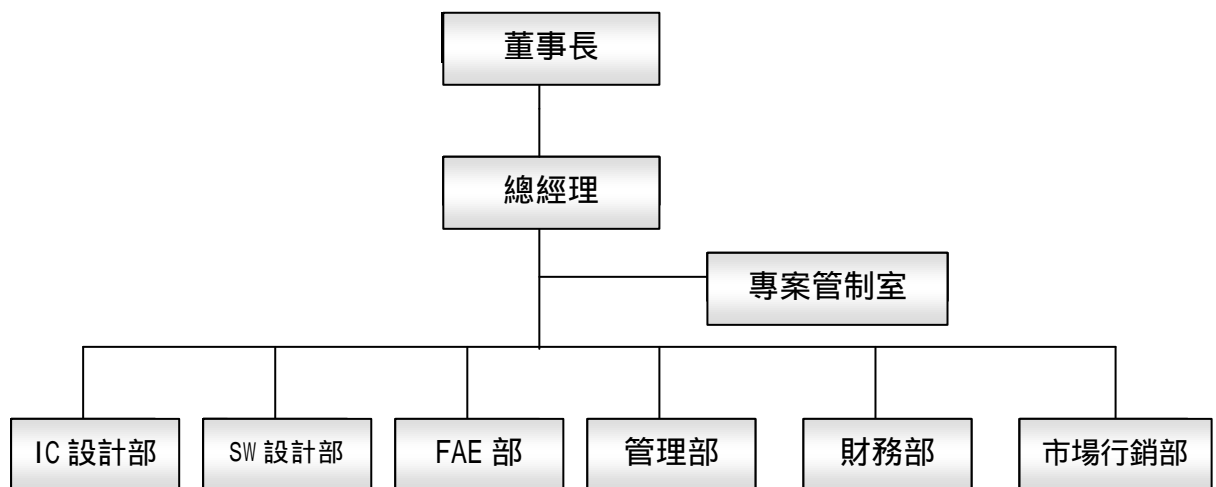 董事長
總經理
專案管制室
IC 設計部
SW 設計部
FAE 部
管理部
財務部
市場行銷部